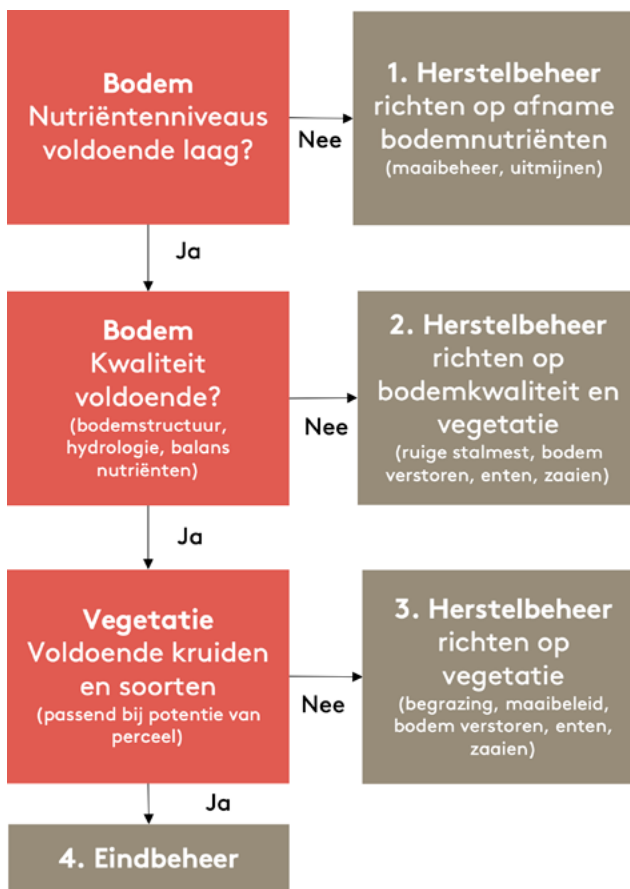 Bodem
Nutriëntenniveaus
voldoende laag?
Nee
1. Herstelbeheer
richten op afname
bodemnutriënten
(maaibeheer, uitmijnen)
Ja
Bodem
Kwaliteit
voldoende?
(bodemstructuur,
hydrologie, balans
nutriënten)
Nee
2. Herstelbeheer
richten op
bodemkwaliteit en
vegetatie
(ruige stalmest, bodem
verstoren, enten, zaaien)
Ja
Vegetatie
Voldoende kruiden
en soorten
(passend bij potentie van
perceel)
Nee
3. Herstelbeheer
richten op
vegetatie
(begrazing, maaibeleid,
bodem verstoren, enten,
zaaien)
Ja
4. Eindbeheer